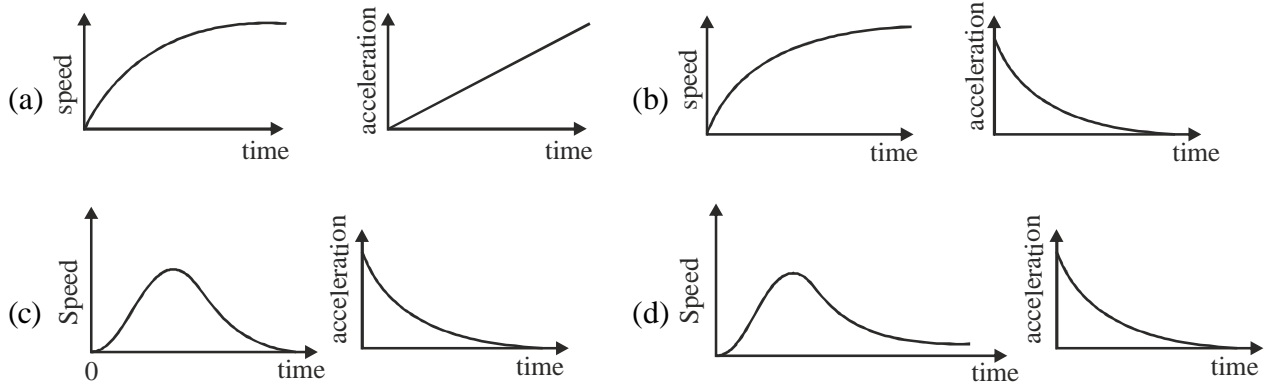 (a)
speed
time
acceleration
time
(b)
speed
time
acceleration
time
(c)
Speed
0
time
acceleration
time
(d)
Speed
time
acceleration
time